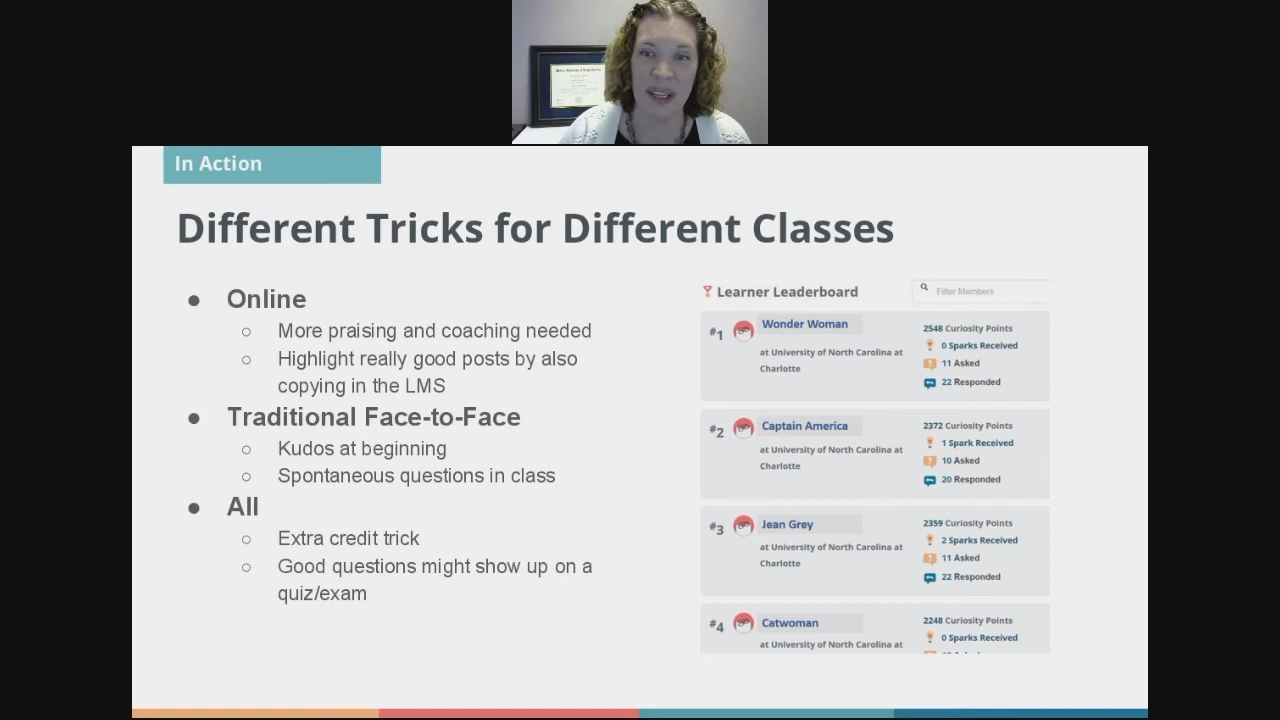 In Action
Different Tricks for Different Classes
● Online
○ More praising and coaching needed
○ Highlight really good posts by also
copying in the LMS
● Traditional Face-to-Face
○ Kudos at beginning
○ Spontaneous questions in class
● All
○ Extra credit trick
○ Good questions might show up on a
quiz/exam
Learner Leaderboard
Filter Members
#1 Wonder Woman
at University of North Carolina at
Charlotte
2548 Curiosity Points
0 Sparks Received
11 Asked
22 Responded
#2 Captain America
at University of North Carolina at
Charlotte
2372 Curiosity Points
1 Spark Received
10 Asked
20 Responded
#3 Jean Grey
at University of North Carolina at
Charlotte
2359 Curiosity Points
2 Sparks Received
11 Asked
22 Responded
#4 Catwoman
at University of North Carolina at
2248 Curiosity Points
0 Sparks Received